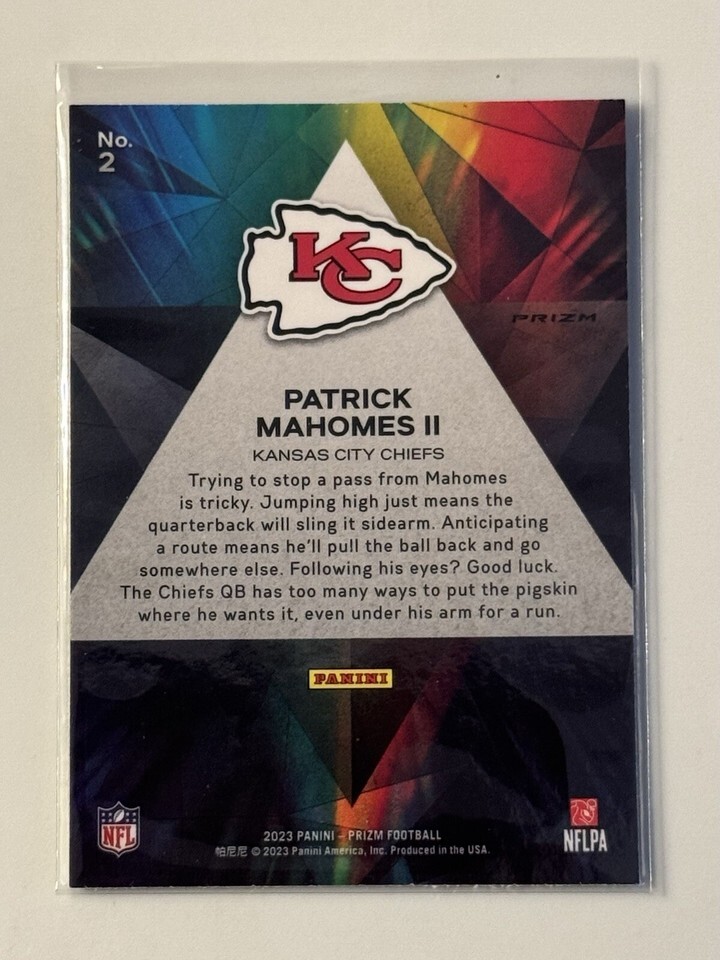 No.
2
KC
PRIZM
PATRICK
MAHOMES II
KANSAS CITY CHIEFS
Trying to stop a pass from Mahomes
is tricky. Jumping high just means the
quarterback will sling it sidearm. Anticipating
a route means he'll pull the ball back and go
somewhere else. Following his eyes? Good luck.
The Chiefs QB has too many ways to put the pigskin
where he wants it, even under his arm for a run.
PANINI
NFL
NFLPA
2023 PANINI – PRIZM FOOTBALL
帕尼尼 © 2023 Panini America, Inc. Produced in the USA.